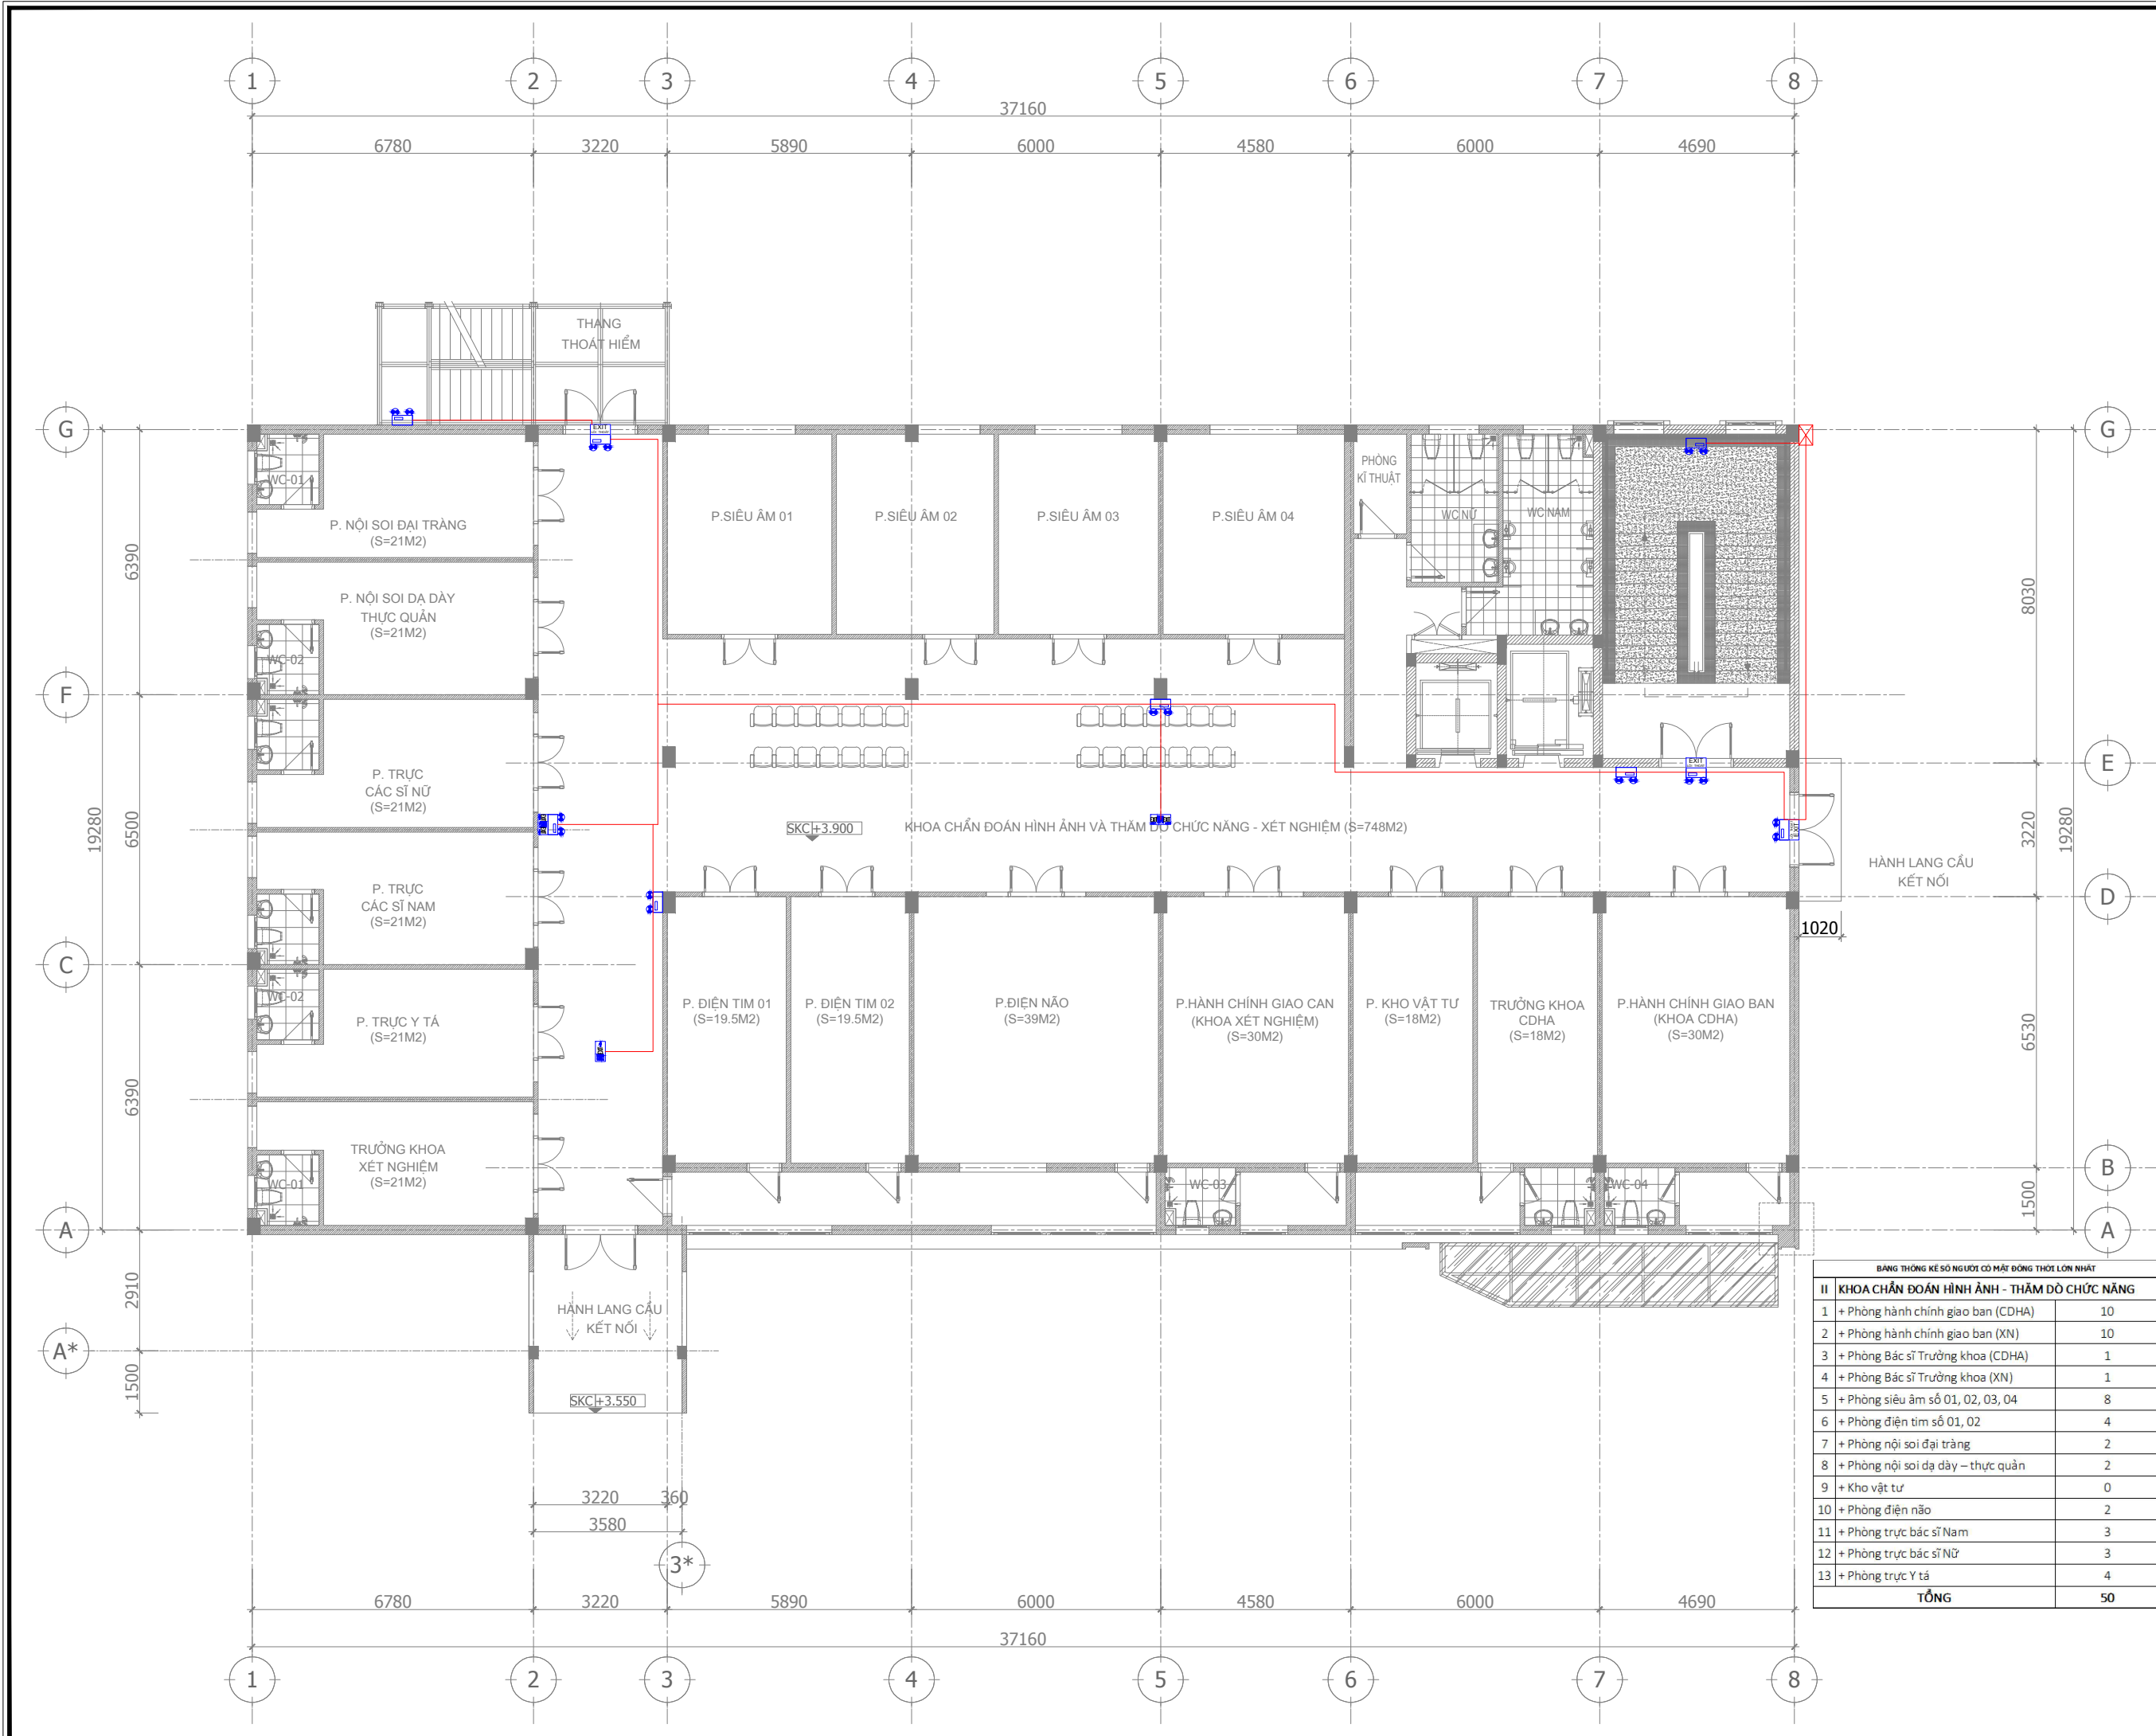 1 2 3 4 5 6 7 8
37160
6780 3220 5890 6000 4580 6000 4690
THANG
THOÁT HIỂM
G
G
EXIT
WC-01
P. NỘI SOI ĐẠI TRÀNG
(S=21M2)
P.SIÊU ÂM 01
P.SIÊU ÂM 02
P.SIÊU ÂM 03
P.SIÊU ÂM 04
PHÒNG
KĨ THUẬT
WC NỮ
WC NAM
6390
8030
P. NỘI SOI DẠ DÀY
THỰC QUẢN
(S=21M2)
WC-02
F
F
E
EXIT
P. TRỰC
CÁC SĨ NỮ
(S=21M2)
19280
6500
SKC+3.900
KHOA CHẨN ĐOÁN HÌNH ẢNH VÀ THĂM DÒ CHỨC NĂNG - XÉT NGHIỆM (S=748M2)
EXIT
3220
19280
HÀNH LANG CẦU
KẾT NỐI
P. TRỰC
CÁC SĨ NAM
(S=21M2)
D
1020
C
WC-02
P. TRỰC Y TÁ
(S=21M2)
P. ĐIỆN TIM 01
(S=19.5M2)
P. ĐIỆN TIM 02
(S=19.5M2)
P.ĐIỆN NÃO
(S=39M2)
P.HÀNH CHÍNH GIAO CAN
(KHOA XÉT NGHIỆM)
(S=30M2)
P. KHO VẬT TƯ
(S=18M2)
TRƯỞNG KHOA
CDHA
(S=18M2)
P.HÀNH CHÍNH GIAO BAN
(KHOA CDHA)
(S=30M2)
6530
6390
TRƯỞNG KHOA
XÉT NGHIỆM
(S=21M2)
WC-01
WC-03
WC-04
B
1500
A
A
2910
HÀNH LANG CẦU
KẾT NỐI
A*
1500
SKC+3.550
BẢNG THỐNG KÊ SỐ NGƯỜI CÓ MẶT ĐỒNG THỜI LỚN NHẤT
II KHOA CHẨN ĐOÁN HÌNH ẢNH - THĂM DÒ CHỨC NĂNG
1 + Phòng hành chính giao ban (CDHA) 10
2 + Phòng hành chính giao ban (XN) 10
3 + Phòng Bác sĩ Trưởng khoa (CDHA) 1
4 + Phòng Bác sĩ Trưởng khoa (XN) 1
5 + Phòng siêu âm số 01, 02, 03, 04 8
6 + Phòng điện tim số 01, 02 4
7 + Phòng nội soi đại tràng 2
8 + Phòng nội soi dạ dày – thực quản 2
9 + Kho vật tư 0
10 + Phòng điện não 2
11 + Phòng trực bác sĩ Nam 3
12 + Phòng trực bác sĩ Nữ 3
13 + Phòng trực Y tá 4
TỔNG 50
3220 360
3580
3*
6780 3220 5890 6000 4580 6000 4690
37160
1 2 3 4 5 6 7 8